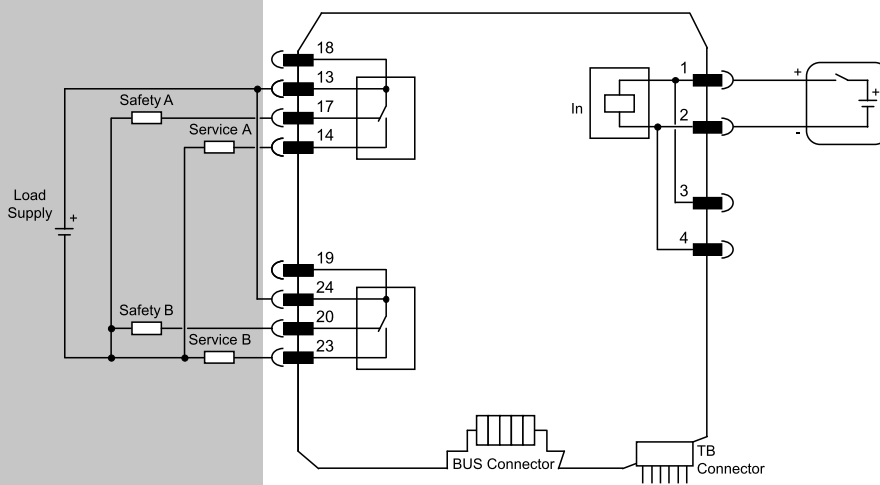 18
13
Safety A
17
Service A
14
Load
Supply
+
19
24
Safety B
20
Service B
23
In
1
+
+
2
-
3
4
BUS Connector
TB
Connector